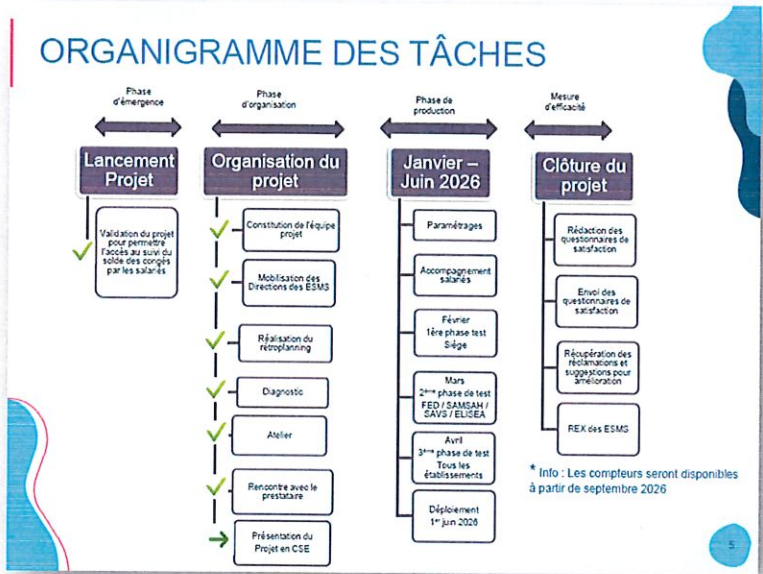 ORGANIGRAMME DES TÂCHES
Phase
d'émergence
Phase
d'organisation
Phase de
production
Mesure
d'efficacité
Lancement
Projet
Organisation du
projet
Janvier –
Juin 2026
Clôture du
projet
Validation du projet
pour permettre
l'accès au suivi du
solde des congés
par les salariés
Constitution de l'équipe
projet
Mobilisation des
Directions des ESMS
Réalisation du
rétroplanning
Diagnostic
Atelier
Rencontre avec le
prestataire
Présentation du
Projet en CSE
Paramétrages
Accompagnement
salariés
Février
1ère phase test
Siège
Mars
2ème phase de test
FED / SAMSAH /
SAVS / ELISEA
Avril
3ème phase de test
Tous les
établissements
Déploiement
1er juin 2026
Rédaction des
questionnaires de
satisfaction
Envoi des
questionnaires de
satisfaction
Récupération des
réclamations et
suggestions pour
amélioration
REX des ESMS
* Info : Les compteurs seront disponibles
à partir de septembre 2026
5